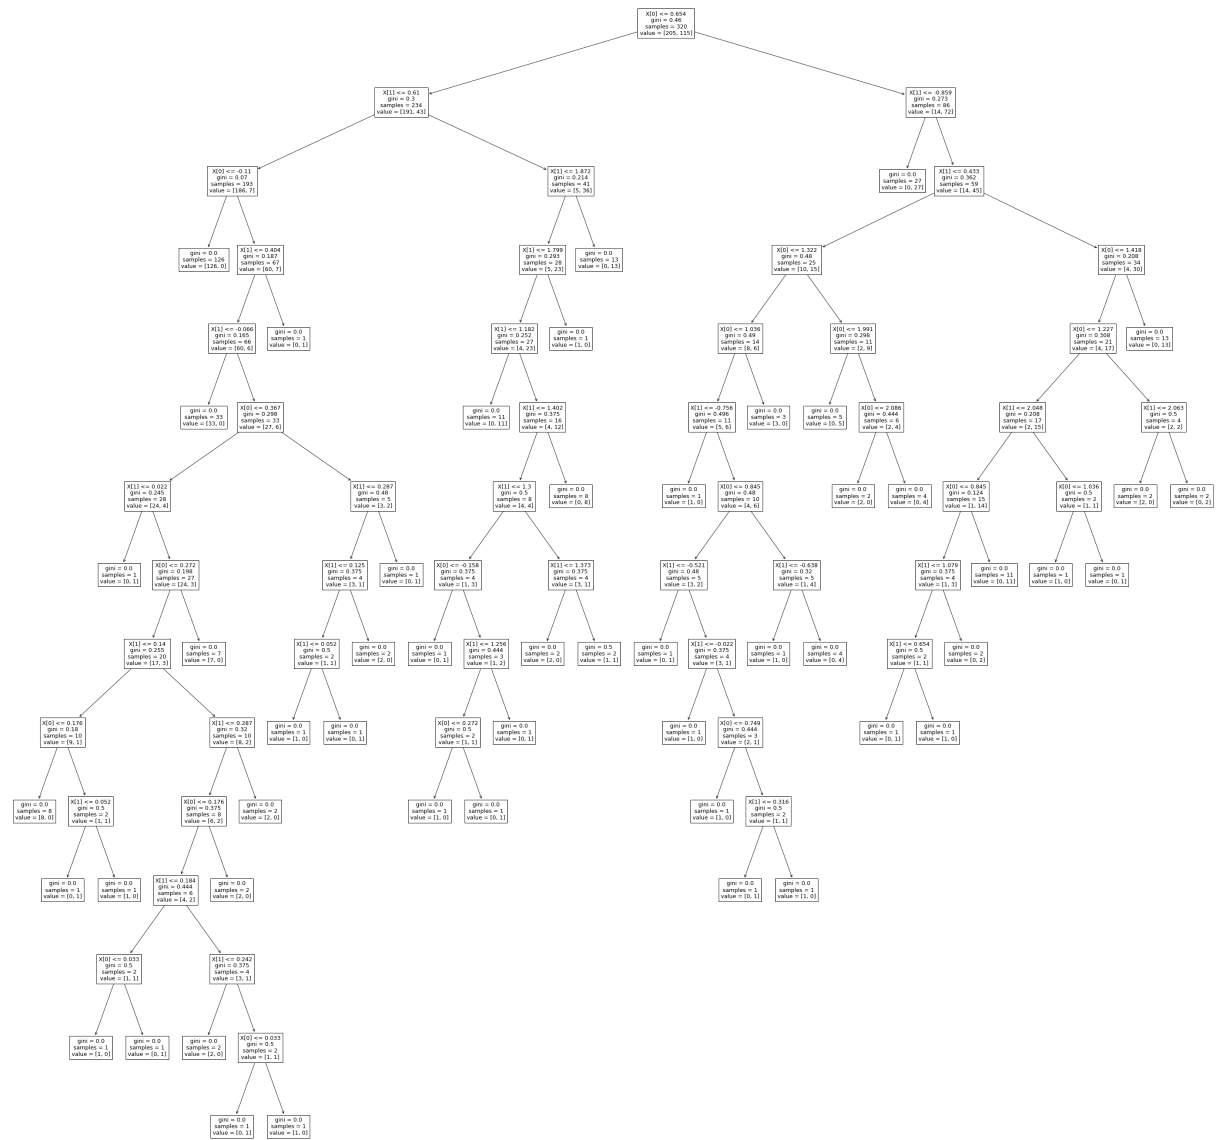 X[0] <= 0.654
gini = 0.46
samples = 320
value = [205, 115]
X[1] <= 0.61
gini = 0.3
samples = 234
value = [191, 43]
X[1] <= -0.859
gini = 0.273
samples = 86
value = [14, 72]
X[0] <= -0.11
gini = 0.07
samples = 193
value = [186, 7]
X[1] <= 1.872
gini = 0.214
samples = 41
value = [5, 36]
gini = 0.0
samples = 27
value = [0, 27]
X[1] <= 0.433
gini = 0.362
samples = 59
value = [14, 45]
gini = 0.0
samples = 126
value = [126, 0]
X[1] <= 0.404
gini = 0.187
samples = 67
value = [60, 7]
X[1] <= 1.799
gini = 0.293
samples = 28
value = [5, 23]
gini = 0.0
samples = 13
value = [0, 13]
X[0] <= 1.322
gini = 0.48
samples = 25
value = [10, 15]
X[0] <= 1.418
gini = 0.208
samples = 34
value = [4, 30]
X[1] <= -0.066
gini = 0.165
samples = 66
value = [60, 6]
gini = 0.0
samples = 1
value = [0, 1]
X[1] <= 1.182
gini = 0.252
samples = 27
value = [4, 23]
gini = 0.0
samples = 1
value = [1, 0]
X[0] <= 1.036
gini = 0.49
samples = 14
value = [8, 6]
X[0] <= 1.991
gini = 0.298
samples = 11
value = [2, 9]
X[0] <= 1.227
gini = 0.308
samples = 21
value = [4, 17]
gini = 0.0
samples = 13
value = [0, 13]
gini = 0.0
samples = 33
value = [33, 0]
X[0] <= 0.367
gini = 0.298
samples = 33
value = [27, 6]
gini = 0.0
samples = 11
value = [0, 11]
X[1] <= 1.402
gini = 0.375
samples = 16
value = [4, 12]
X[1] <= -0.756
gini = 0.496
samples = 11
value = [5, 6]
gini = 0.0
samples = 3
value = [3, 0]
gini = 0.0
samples = 5
value = [0, 5]
X[0] <= 2.086
gini = 0.444
samples = 6
value = [2, 4]
X[1] <= 2.048
gini = 0.208
samples = 17
value = [2, 15]
X[1] <= 2.063
gini = 0.5
samples = 4
value = [2, 2]
X[1] <= 0.022
gini = 0.245
samples = 28
value = [24, 4]
X[1] <= 0.287
gini = 0.48
samples = 5
value = [3, 2]
X[1] <= 1.3
gini = 0.5
samples = 8
value = [4, 4]
gini = 0.0
samples = 8
value = [0, 8]
gini = 0.0
samples = 1
value = [1, 0]
X[0] <= 0.845
gini = 0.48
samples = 10
value = [4, 6]
gini = 0.0
samples = 2
value = [2, 0]
gini = 0.0
samples = 4
value = [0, 4]
X[0] <= 0.845
gini = 0.124
samples = 15
value = [1, 14]
X[0] <= 1.036
gini = 0.5
samples = 2
value = [1, 1]
gini = 0.0
samples = 2
value = [2, 0]
gini = 0.0
samples = 2
value = [0, 2]
gini = 0.0
samples = 1
value = [0, 1]
X[0] <= 0.272
gini = 0.198
samples = 27
value = [24, 3]
X[1] <= 0.125
gini = 0.375
samples = 4
value = [3, 1]
gini = 0.0
samples = 1
value = [0, 1]
X[0] <= -0.158
gini = 0.375
samples = 4
value = [1, 3]
X[1] <= 1.373
gini = 0.375
samples = 4
value = [3, 1]
X[1] <= -0.521
gini = 0.48
samples = 5
value = [3, 2]
X[1] <= -0.638
gini = 0.32
samples = 5
value = [1, 4]
X[1] <= 1.079
gini = 0.375
samples = 4
value = [1, 3]
gini = 0.0
samples = 11
value = [0, 11]
gini = 0.0
samples = 1
value = [1, 0]
gini = 0.0
samples = 1
value = [0, 1]
X[1] <= 0.14
gini = 0.255
samples = 20
value = [17, 3]
gini = 0.0
samples = 7
value = [7, 0]
X[1] <= 0.052
gini = 0.5
samples = 2
value = [1, 1]
gini = 0.0
samples = 2
value = [2, 0]
gini = 0.0
samples = 1
value = [0, 1]
X[1] <= 1.256
gini = 0.444
samples = 3
value = [1, 2]
gini = 0.0
samples = 2
value = [2, 0]
gini = 0.5
samples = 2
value = [1, 1]
gini = 0.0
samples = 1
value = [0, 1]
X[1] <= -0.022
gini = 0.375
samples = 4
value = [3, 1]
gini = 0.0
samples = 1
value = [1, 0]
gini = 0.0
samples = 4
value = [0, 4]
X[1] <= 0.654
gini = 0.5
samples = 2
value = [1, 1]
gini = 0.0
samples = 2
value = [0, 2]
X[0] <= 0.176
gini = 0.18
samples = 10
value = [9, 1]
X[1] <= 0.287
gini = 0.32
samples = 10
value = [8, 2]
gini = 0.0
samples = 1
value = [1, 0]
gini = 0.0
samples = 1
value = [0, 1]
X[0] <= 0.272
gini = 0.5
samples = 2
value = [1, 1]
gini = 0.0
samples = 1
value = [0, 1]
gini = 0.0
samples = 1
value = [1, 0]
X[0] <= 0.749
gini = 0.444
samples = 3
value = [2, 1]
gini = 0.0
samples = 1
value = [0, 1]
gini = 0.0
samples = 1
value = [1, 0]
gini = 0.0
samples = 8
value = [8, 0]
X[1] <= 0.052
gini = 0.5
samples = 2
value = [1, 1]
X[0] <= 0.176
gini = 0.375
samples = 8
value = [6, 2]
gini = 0.0
samples = 2
value = [2, 0]
gini = 0.0
samples = 1
value = [1, 0]
gini = 0.0
samples = 1
value = [0, 1]
gini = 0.0
samples = 1
value = [1, 0]
X[1] <= 0.316
gini = 0.5
samples = 2
value = [1, 1]
gini = 0.0
samples = 1
value = [0, 1]
gini = 0.0
samples = 1
value = [1, 0]
X[1] <= 0.184
gini = 0.444
samples = 6
value = [4, 2]
gini = 0.0
samples = 2
value = [2, 0]
gini = 0.0
samples = 1
value = [0, 1]
gini = 0.0
samples = 1
value = [1, 0]
X[0] <= 0.033
gini = 0.5
samples = 2
value = [1, 1]
X[1] <= 0.242
gini = 0.375
samples = 4
value = [3, 1]
gini = 0.0
samples = 1
value = [1, 0]
gini = 0.0
samples = 1
value = [0, 1]
gini = 0.0
samples = 2
value = [2, 0]
X[0] <= 0.033
gini = 0.5
samples = 2
value = [1, 1]
gini = 0.0
samples = 1
value = [0, 1]
gini = 0.0
samples = 1
value = [1, 0]